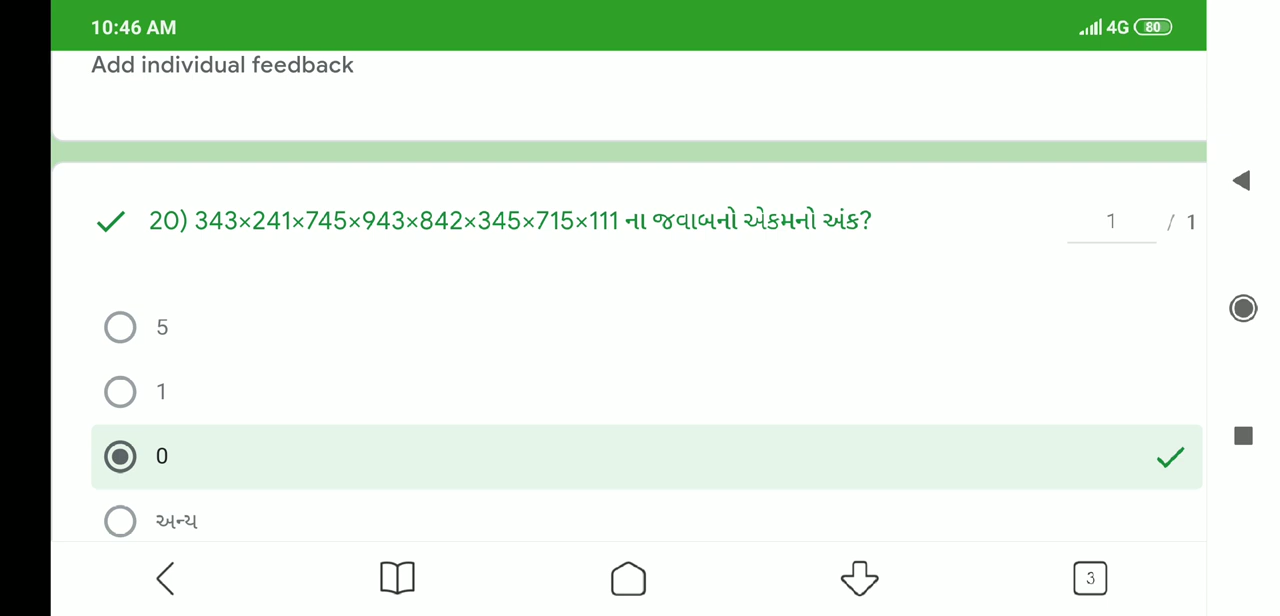 10:46 AM 4G 80
Add individual feedback
20) 343×241×745×943×842×345×715×111 ના જવાબનો એકમનો અંક? 1 / 1
5
1
0
અન્ય
3